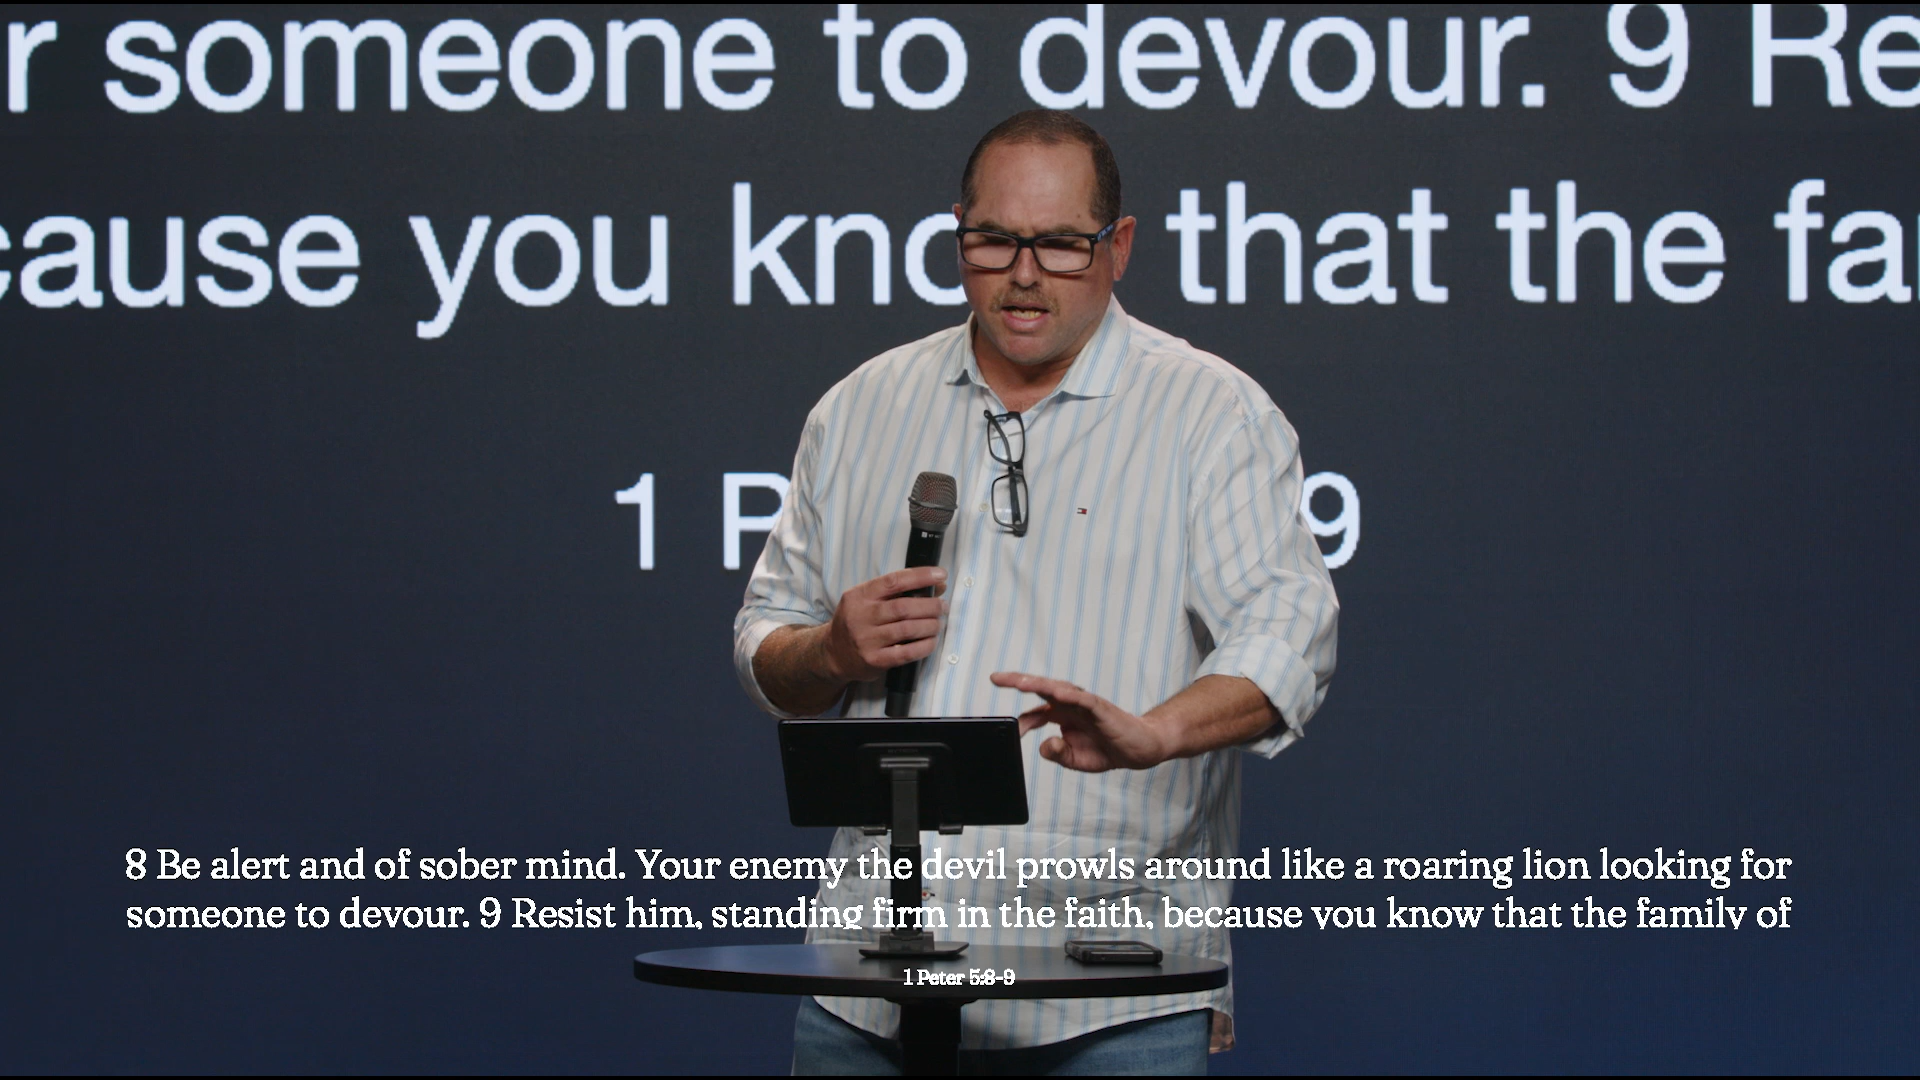 r someone to devour. 9 Re
cause you kno that the fa
1 P 9
8 Be alert and of sober mind. Your enemy the devil prowls around like a roaring lion looking for
someone to devour. 9 Resist him, standing firm in the faith, because you know that the family of
1 Peter 5:8-9